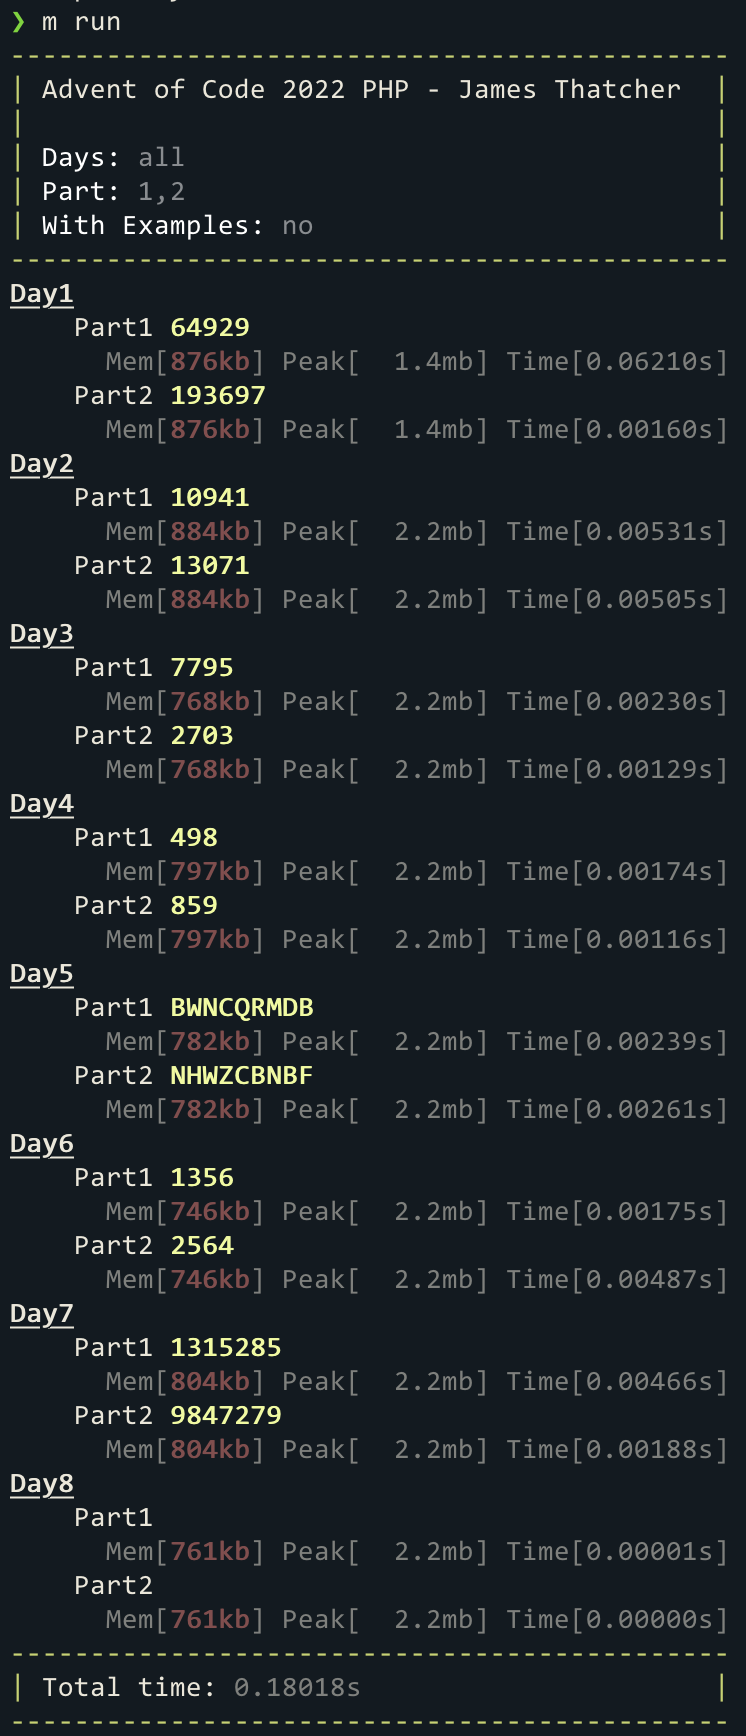 ❯ m run
---------------------------------------------
| Advent of Code 2022 PHP - James Thatcher  |
|                                           |
| Days: all                                 |
| Part: 1,2                                 |
| With Examples: no                         |
---------------------------------------------
Day1
    Part1 64929
      Mem[876kb] Peak[  1.4mb] Time[0.06210s]
    Part2 193697
      Mem[876kb] Peak[  1.4mb] Time[0.00160s]
Day2
    Part1 10941
      Mem[884kb] Peak[  2.2mb] Time[0.00531s]
    Part2 13071
      Mem[884kb] Peak[  2.2mb] Time[0.00505s]
Day3
    Part1 7795
      Mem[768kb] Peak[  2.2mb] Time[0.00230s]
    Part2 2703
      Mem[768kb] Peak[  2.2mb] Time[0.00129s]
Day4
    Part1 498
      Mem[797kb] Peak[  2.2mb] Time[0.00174s]
    Part2 859
      Mem[797kb] Peak[  2.2mb] Time[0.00116s]
Day5
    Part1 BWNCQRMDB
      Mem[782kb] Peak[  2.2mb] Time[0.00239s]
    Part2 NHWZCBNBF
      Mem[782kb] Peak[  2.2mb] Time[0.00261s]
Day6
    Part1 1356
      Mem[746kb] Peak[  2.2mb] Time[0.00175s]
    Part2 2564
      Mem[746kb] Peak[  2.2mb] Time[0.00487s]
Day7
    Part1 1315285
      Mem[804kb] Peak[  2.2mb] Time[0.00466s]
    Part2 9847279
      Mem[804kb] Peak[  2.2mb] Time[0.00188s]
Day8
    Part1
      Mem[761kb] Peak[  2.2mb] Time[0.00001s]
    Part2
      Mem[761kb] Peak[  2.2mb] Time[0.00000s]
---------------------------------------------
| Total time: 0.18018s                      |
---------------------------------------------